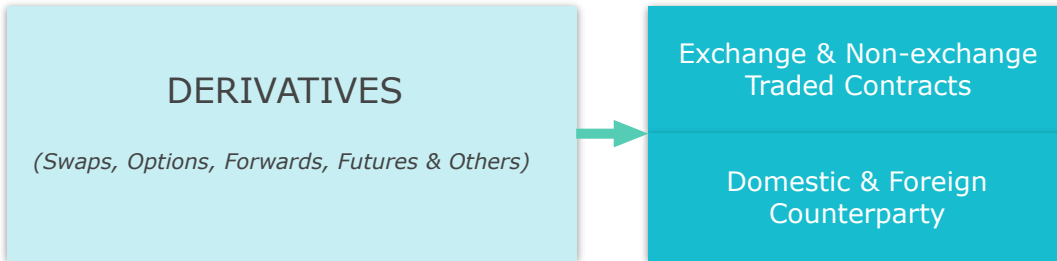 DERIVATIVES
(Swaps, Options, Forwards, Futures & Others)
Exchange & Non-exchange
Traded Contracts
Domestic & Foreign
Counterparty